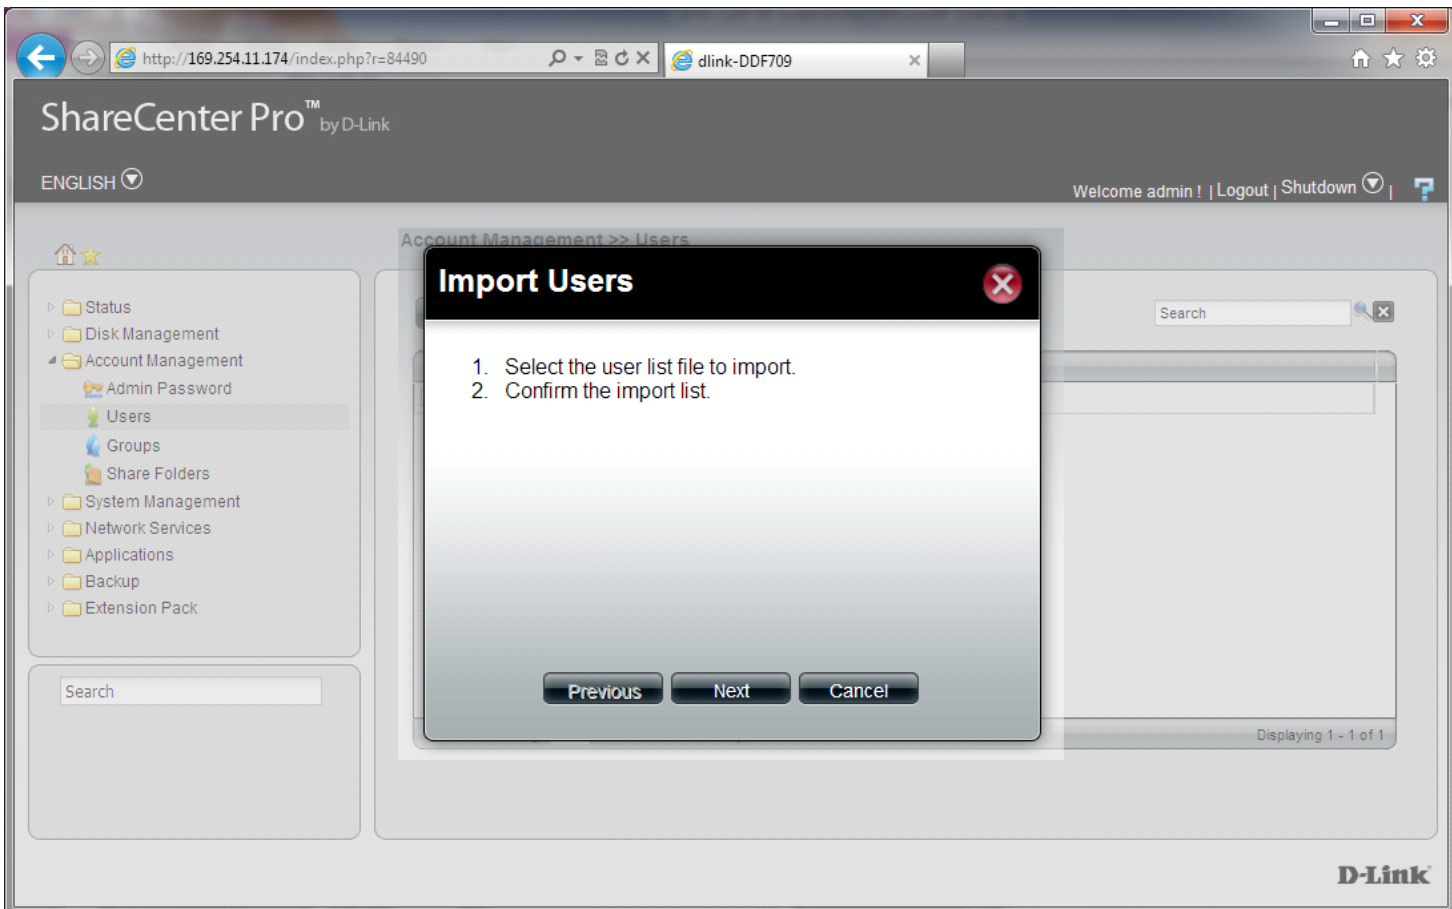 http://169.254.11.174/index.php?r=84490
dlink-DDF709
ShareCenter Pro™ by D-Link
ENGLISH
Welcome admin ! | Logout | Shutdown |
Account Management >> Users
Import Users
Status
Disk Management
Account Management
Admin Password
Users
Groups
Share Folders
System Management
Network Services
Applications
Backup
Extension Pack
Search
1. Select the user list file to import.
2. Confirm the import list.
Previous
Next
Cancel
Search
Displaying 1 - 1 of 1
D-Link